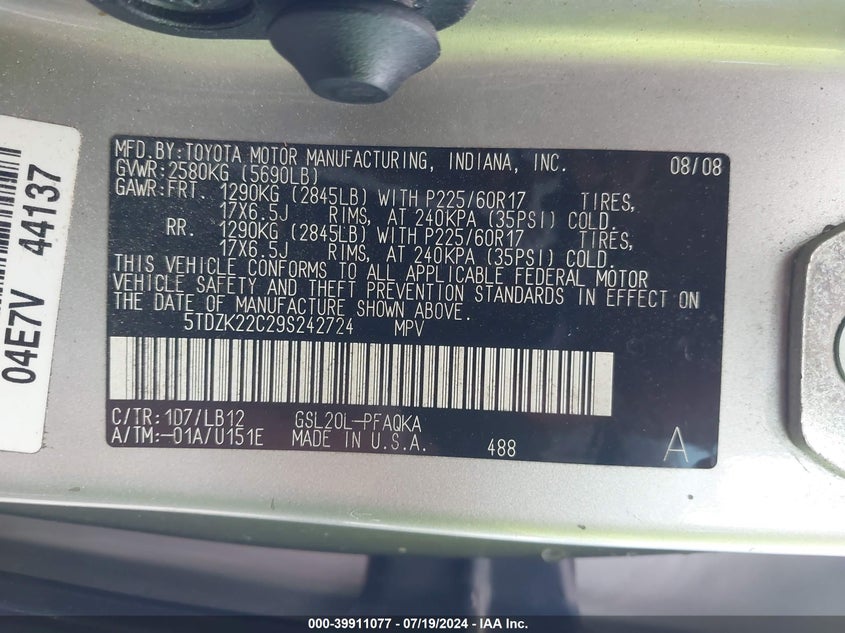 MFD.BY:TOYOTA MOTOR MANUFACTURING, INDIANA, INC. 08/08
GVWR:2580KG (5690LB)
GAWR:FRT. 1290KG (2845LB) WITH P225/60R17 TIRES,
17X6.5J RIMS, AT 240KPA (35PSI) COLD.
RR. 1290KG (2845LB) WITH P225/60R17 TIRES,
17X6.5J RIMS, AT 240KPA (35PSI) COLD.
THIS VEHICLE CONFORMS TO ALL APPLICABLE FEDERAL MOTOR
VEHICLE SAFETY AND THEFT PREVENTION STANDARDS IN EFFECT ON
THE DATE OF MANUFACTURE SHOWN ABOVE.
5TDZK22C29S242724 MPV
C/TR:1D7/LB12 GSL20L-PFAQKA
A/TM:-01A/U151E MADE IN U.S.A. 488 A
04E7V 44137
000-39911077 - 07/19/2024 - IAA Inc.